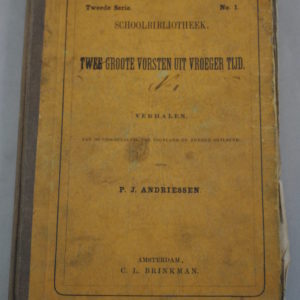 Tweede Serie. No. 1.
SCHOOLBIBLIOTHEEK.
TWEE GROOTE VORSTEN UIT VROEGER TIJD.
VERHALEN,
P. J. ANDRIESSEN.
AMSTERDAM,
C. L. BRINKMAN.